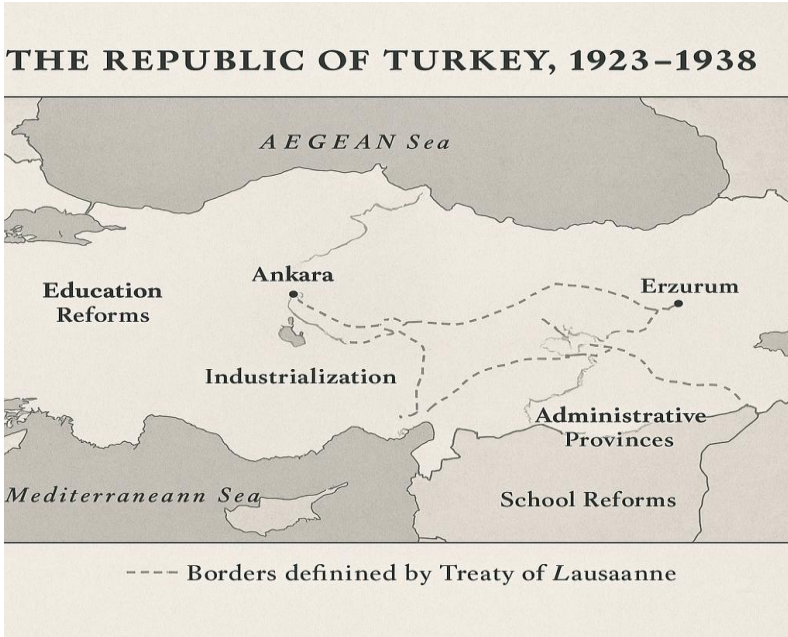 THE REPUBLIC OF TURKEY, 1923–1938
AEGEAN Sea
Ankara
Erzurum
Education
Reforms
Industrialization
Administrative
Provinces
Mediterraneann Sea
School Reforms
Borders definined by Treaty of Lausaanne